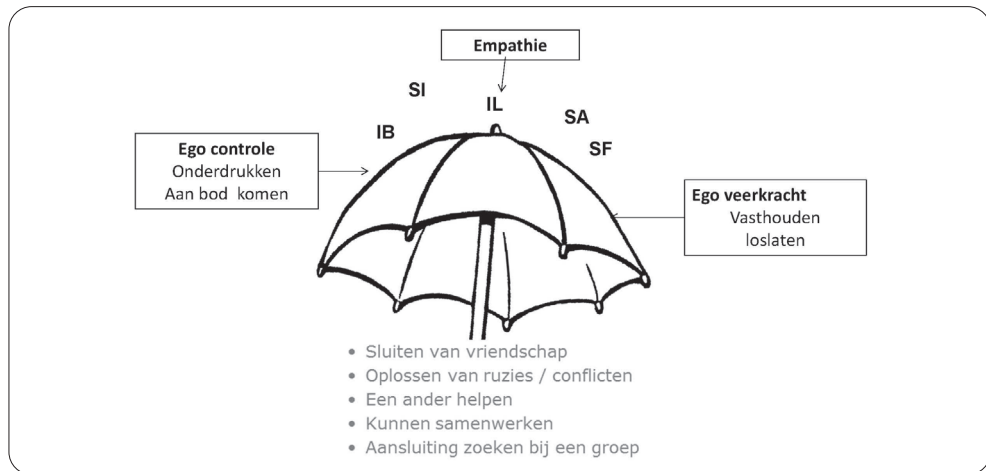 Empathie
SI
IL
SA
IB
SF
Ego controle
Onderdrukken
Aan bod komen
Ego veerkracht
Vasthouden
loslaten
• Sluiten van vriendschap
• Oplossen van ruzies / conflicten
• Een ander helpen
• Kunnen samenwerken
• Aansluiting zoeken bij een groep